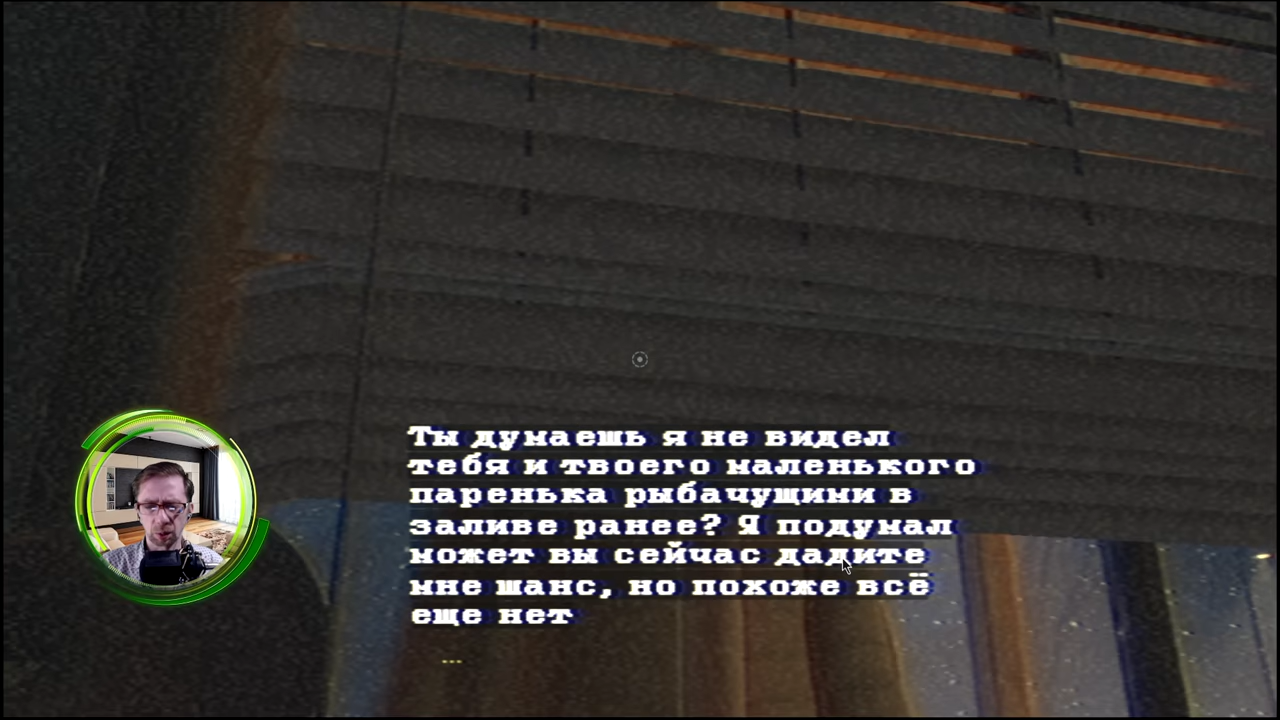 Ты думаешь я не видел
тебя и твоего маленького
паренька рыбачущими в
заливе ранее? Я подумал
может вы сейчас дадите
мне шанс, но похоже всё
еще нет
...